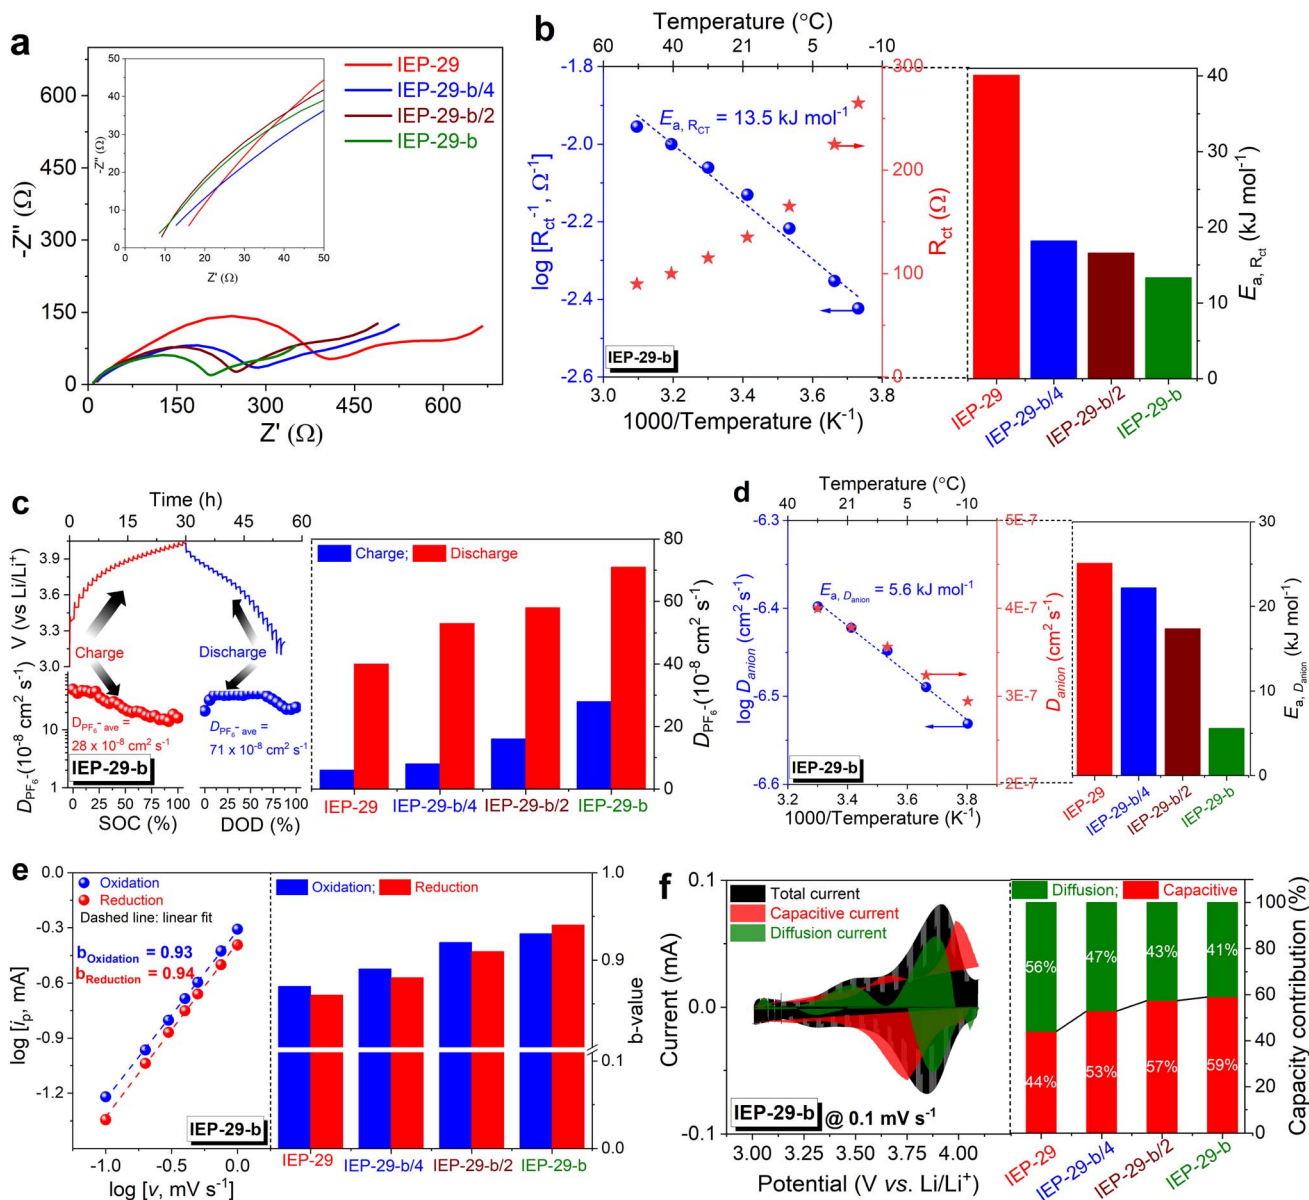 a
-Z" (Ω)
600
450
300
150
0
0 150 300 450 600
Z' (Ω)
IEP-29
IEP-29-b/4
IEP-29-b/2
IEP-29-b
-Z'' (Ω)
50
40
30
20
10
0
0 10 20 30 40 50
Z' (Ω)
b
Temperature (°C)
60 40 21 5 -10
log [Rct⁻¹, Ω⁻¹]
-1.8
-2.0
-2.2
-2.4
-2.6
Ea, RCT = 13.5 kJ mol⁻¹
IEP-29-b
3.0 3.1 3.2 3.3 3.4 3.5 3.6 3.7 3.8
1000/Temperature (K⁻¹)
300
200
100
0
Rct (Ω)
40
30
20
10
0
Ea, Rct (kJ mol⁻¹)
IEP-29
IEP-29-b/4
IEP-29-b/2
IEP-29-b
c
Time (h)
0 15 30 45 60
V (vs Li/Li⁺)
3.9
3.6
3.3
3.0
Charge
Discharge
DPF₆-(10⁻⁸ cm² s⁻¹)
10
1
DPF₆- ave =
28 x 10⁻⁸ cm² s⁻¹
DPF₆- ave =
71 x 10⁻⁸ cm² s⁻¹
IEP-29-b
0 25 50 75 100
SOC (%)
0 25 50 75 100
DOD (%)
Charge; Discharge
80
70
60
50
40
30
20
10
0
DPF₆-(10⁻⁸ cm² s⁻¹)
IEP-29 IEP-29-b/4 IEP-29-b/2 IEP-29-b
d
Temperature (°C)
40 21 5 -10
log Danion (cm² s⁻¹)
-6.3
-6.4
-6.5
-6.6
Ea, Danion = 5.6 kJ mol⁻¹
IEP-29-b
3.2 3.4 3.6 3.8
1000/Temperature (K⁻¹)
5E-7
4E-7
3E-7
2E-7
Danion (cm² s⁻¹)
30
20
10
0
Ea, Danion (kJ mol⁻¹)
IEP-29
IEP-29-b/4
IEP-29-b/2
IEP-29-b
e
log [ip, mA]
0.0
-0.3
-0.6
-0.9
-1.2
Oxidation
Reduction
Dashed line: linear fit
bOxidation = 0.93
bReduction = 0.94
IEP-29-b
-1.0 -0.5 0.0
log [v, mV s⁻¹]
Oxidation; Reduction
1.0
0.9
0.1
0.0
b-value
IEP-29 IEP-29-b/4 IEP-29-b/2 IEP-29-b
f
Current (mA)
0.1
0.0
-0.1
Total current
Capacitive current
Diffusion current
IEP-29-b @ 0.1 mV s⁻¹
3.00 3.25 3.50 3.75 4.00
Potential (V vs. Li/Li⁺)
Diffusion; Capacitive
56% 47% 43% 41%
44% 53% 57% 59%
100
80
60
40
20
0
Capacity contribution (%)
IEP-29
IEP-29-b/4
IEP-29-b/2
IEP-29-b